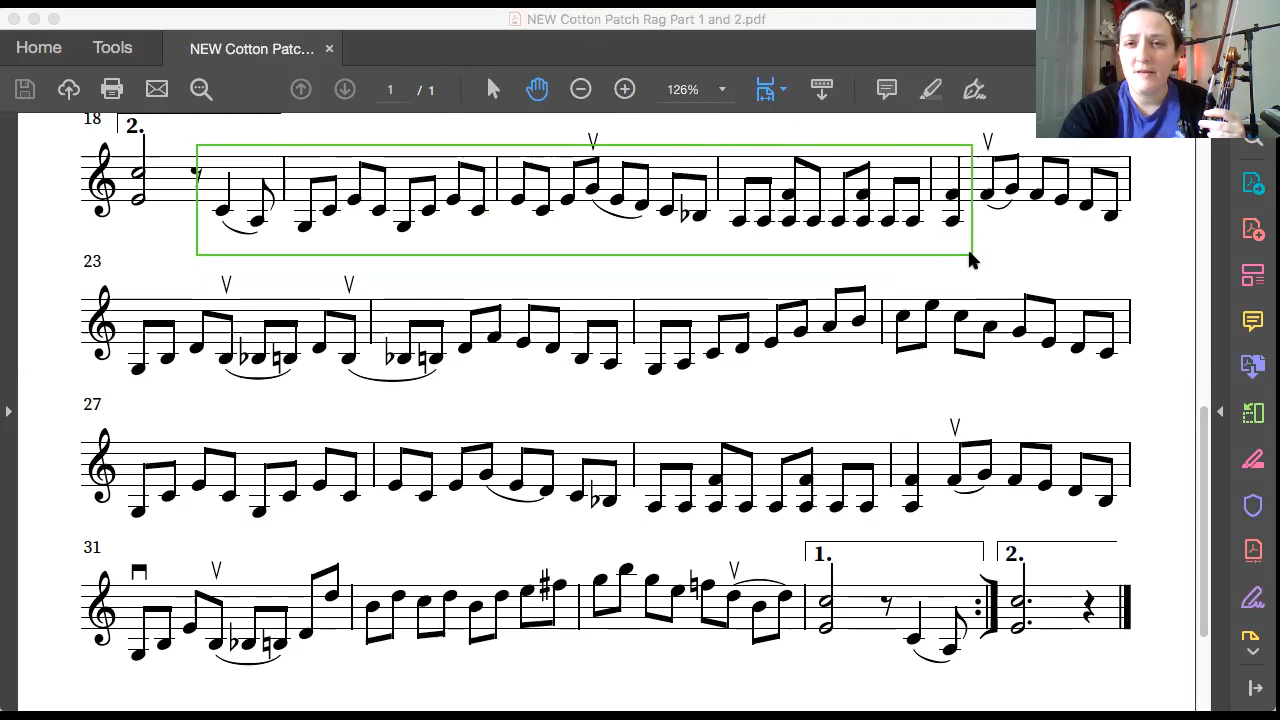 NEW Cotton Patch Rag Part 1 and 2.pdf
Home Tools NEW Cotton Patc... ×
1 / 1 126%
18 2.
23
27
31 1. 2.